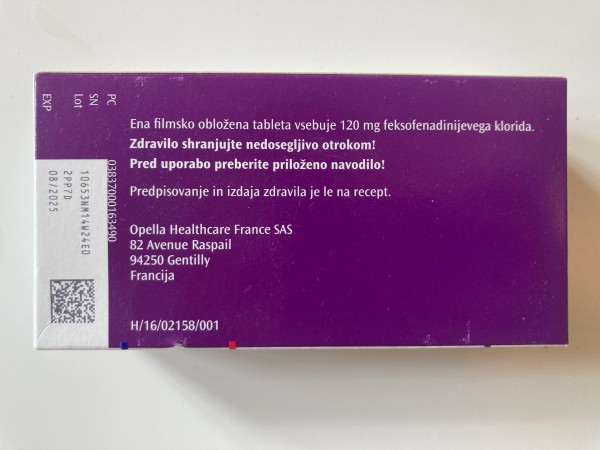 PC
SN
Lot
EXP
03837000163490
10653NM14W24E0
2PP7D
08/2025
Ena filmsko obložena tableta vsebuje 120 mg feksofenadinijevega klorida.
Zdravilo shranjujte nedosegljivo otrokom!
Pred uporabo preberite priloženo navodilo!
Predpisovanje in izdaja zdravila je le na recept.
Opella Healthcare France SAS
82 Avenue Raspail
94250 Gentilly
Francija
H/16/02158/001